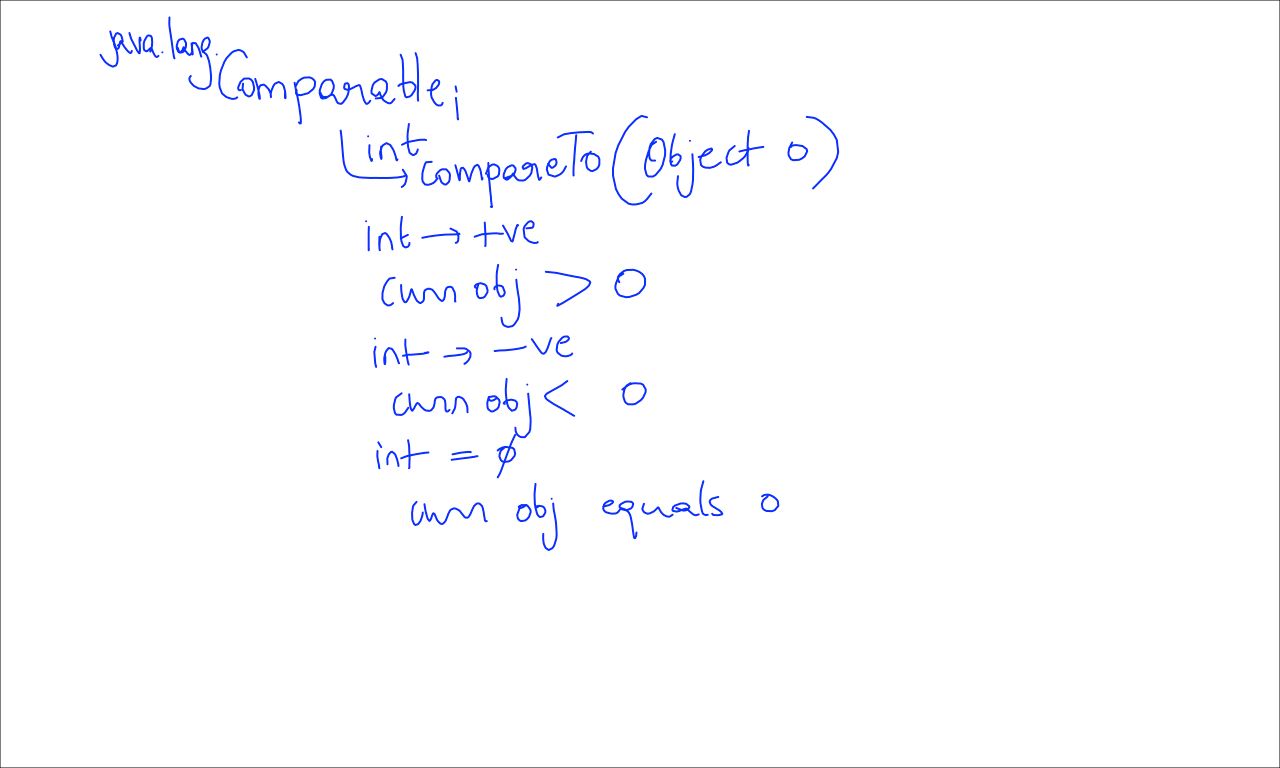 java.lang.
Comparable;
int
compareTo(Object o)
int → +ve
curr obj > o
int → -ve
curr obj < o
int = ø
curr obj equals o